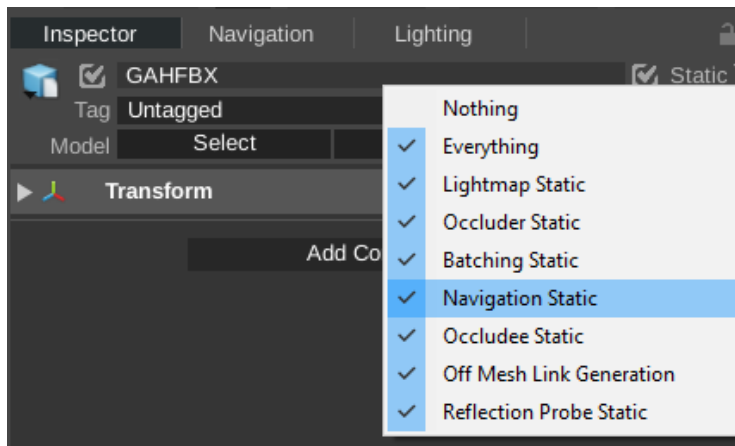 Inspector Navigation Lighting
GAHFBX Static
Tag Untagged
Model Select
Transform
Add Co
Nothing
Everything
Lightmap Static
Occluder Static
Batching Static
Navigation Static
Occludee Static
Off Mesh Link Generation
Reflection Probe Static